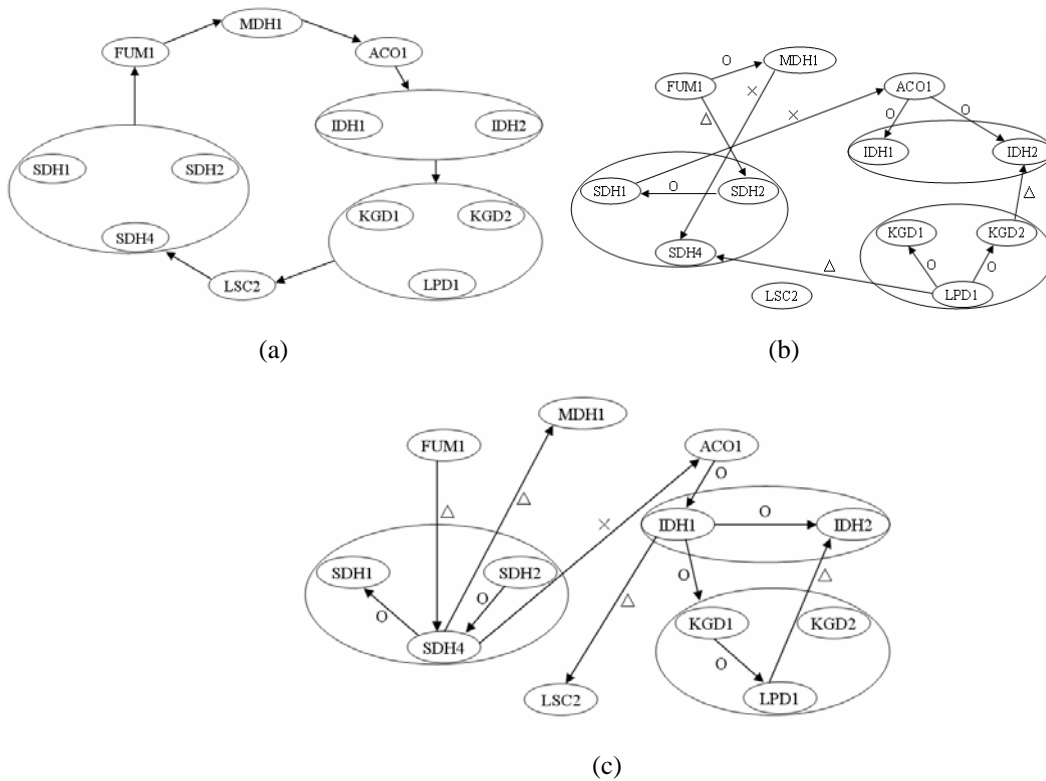 MDH1
FUM1
ACO1
IDH1
IDH2
SDH1
SDH2
KGD1
KGD2
SDH4
LSC2
LPD1
(a)
MDH1
O
FUM1
×
ACO1
△
×
O
O
IDH1
IDH2
SDH1
O
SDH2
△
KGD1
KGD2
SDH4
△
O
O
LPD1
LSC2
(b)
MDH1
FUM1
ACO1
O
△
△
×
IDH1
O
IDH2
SDH1
SDH2
O
△
△
O
O
KGD1
KGD2
SDH4
O
LSC2
LPD1
(c)